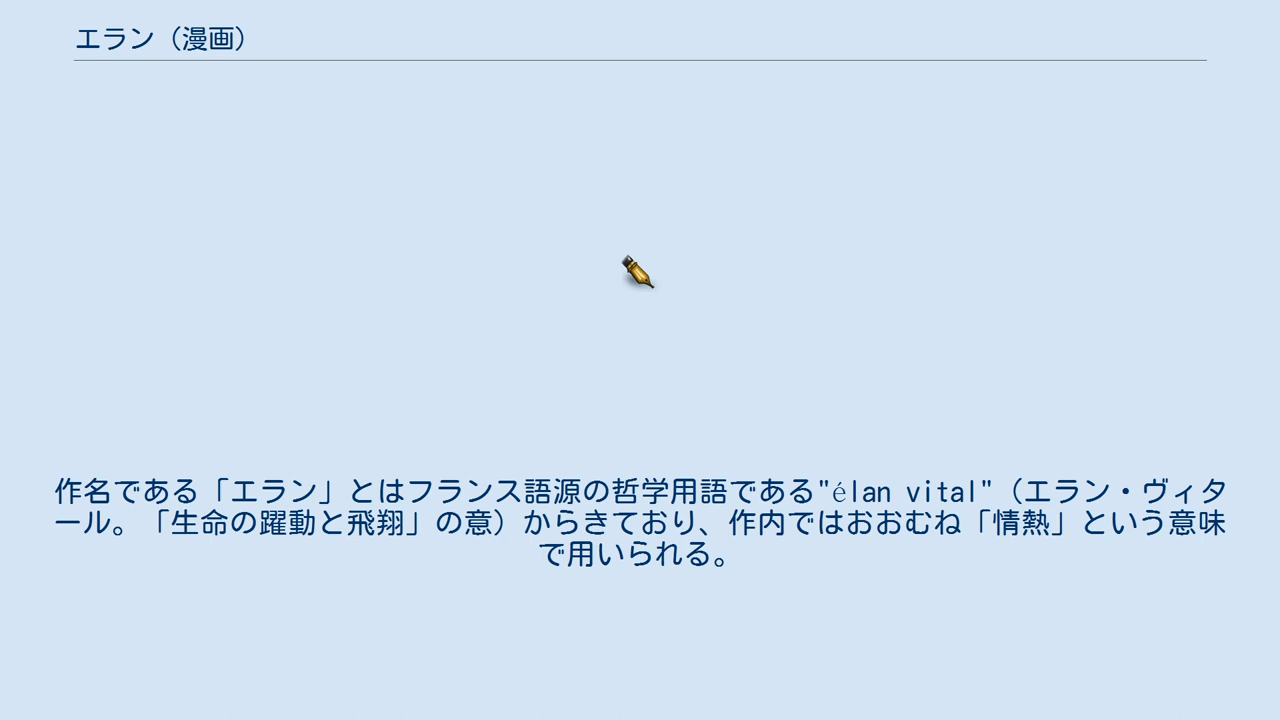 エラン（漫画）
作名である「エラン」とはフランス語源の哲学用語である"élan vital"（エラン・ヴィタ
ール。「生命の躍動と飛翔」の意）からきており、作内ではおおむね「情熱」という意味
で用いられる。